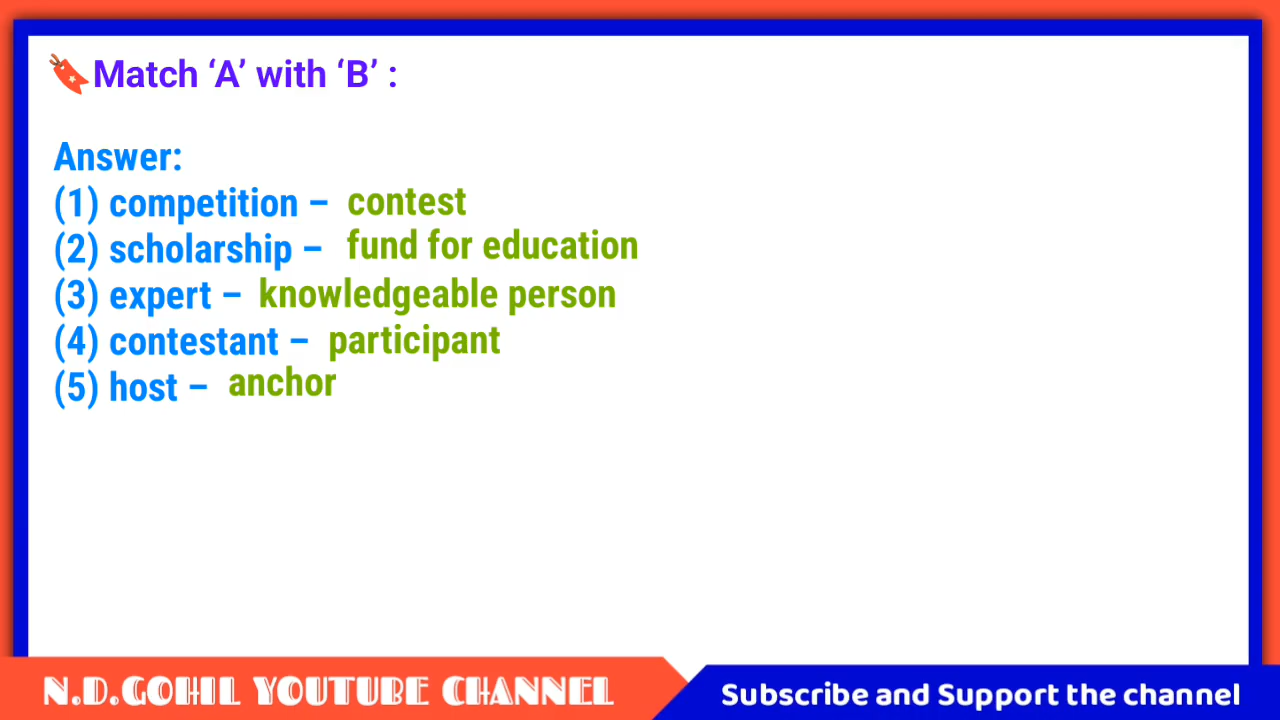 Match ‘A’ with ‘B’ :
Answer:
(1) competition – contest
(2) scholarship – fund for education
(3) expert – knowledgeable person
(4) contestant – participant
(5) host – anchor
N.D.GOHIL YOUTUBE CHANNEL
Subscribe and Support the channel